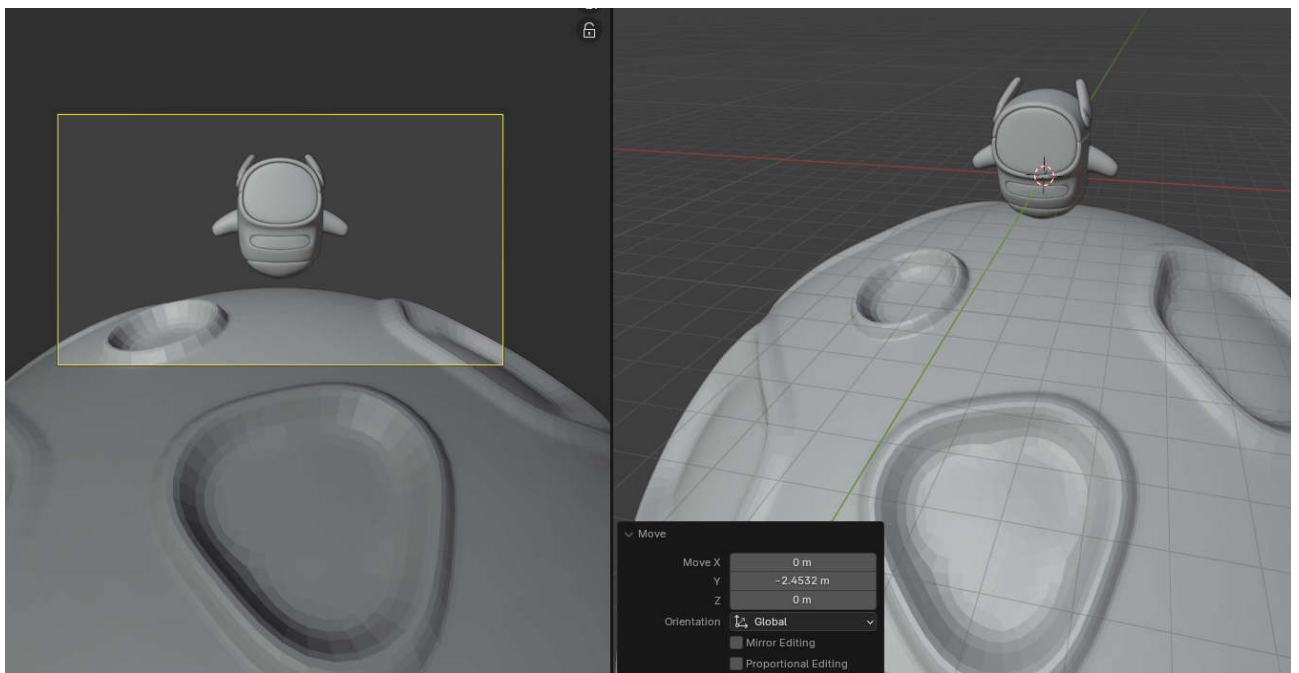 Move
Move X 0 m
Y -2.4532 m
Z 0 m
Orientation Global
Mirror Editing
Proportional Editing